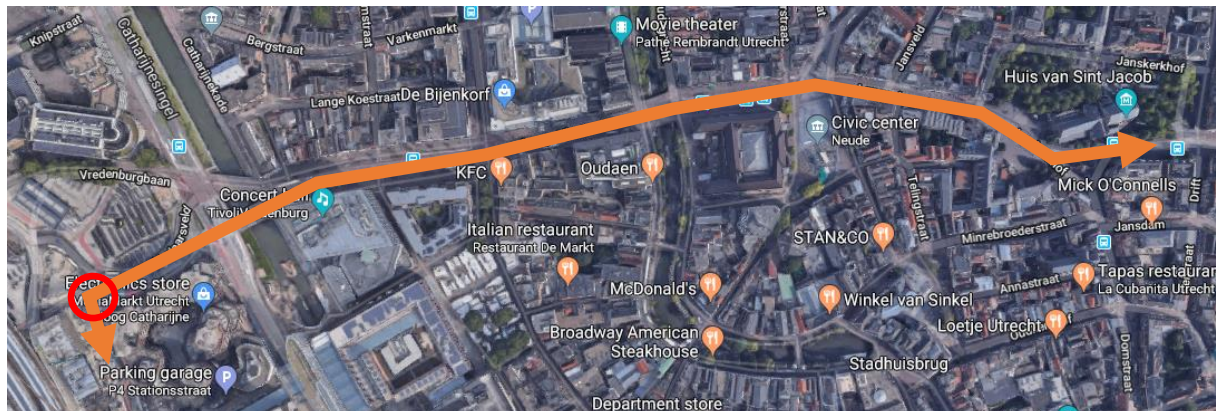 Knipstraat
Catharijnesingel
Catharijnekade
Bergstraat
Varkenmarkt
Movie theater
Pathé Rembrandt Utrecht
Jansveld
Janskerkhof
Huis van Sint Jacob
Lange Koestraat
De Bijenkorf
Civic center
Neude
Vredenburgbaan
KFC
Oudaen
Concert
TivoliVredenburg
Mick O'Connells
Drift
Telingstraat
Italian restaurant
Restaurant De Markt
STAN&CO
Minrebroederstraat
Jansdam
Electronics store
MediaMarkt Utrecht
Hoog Catharijne
McDonald's
Winkel van Sinkel
Annastraat
Tapas restaurant
La Cubanita Utrecht
Broadway American
Steakhouse
Loetje Utrecht
Parking garage
P4 Stationsstraat
P
Stadhuisbrug
Domstraat
Department store